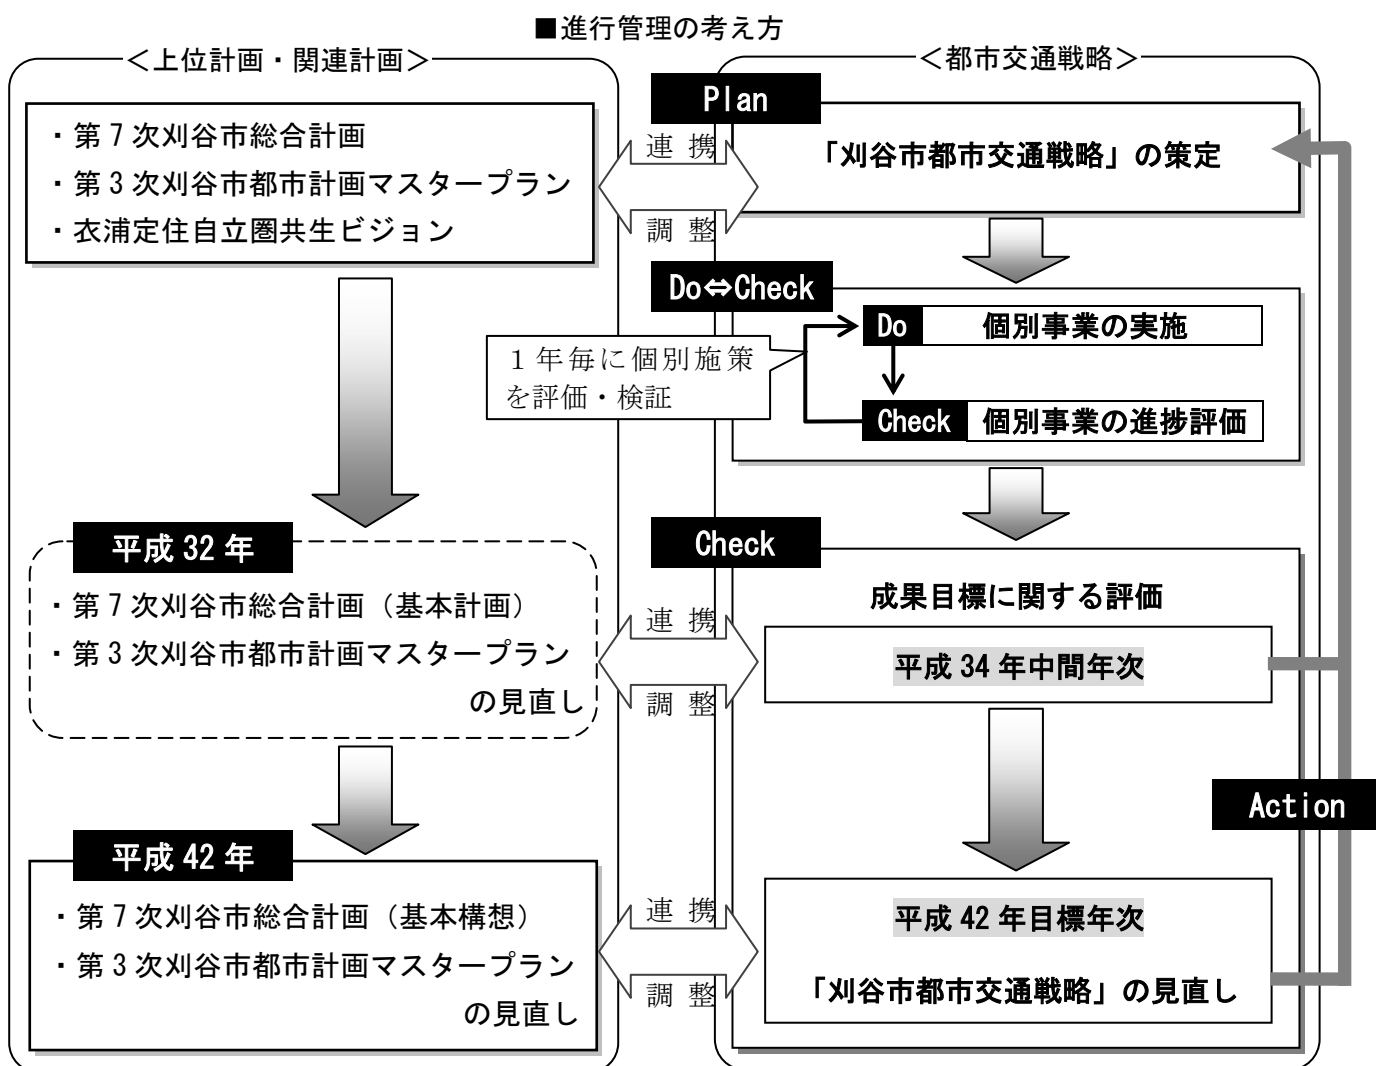 ■進行管理の考え方
＜上位計画・関連計画＞
・第７次刈谷市総合計画
・第３次刈谷市都市計画マスタープラン
・衣浦定住自立圏共生ビジョン
平成 32 年
・第７次刈谷市総合計画（基本計画）
・第３次刈谷市都市計画マスタープラン
の見直し
平成 42 年
・第７次刈谷市総合計画（基本構想）
・第３次刈谷市都市計画マスタープラン
の見直し
連 携
調 整
連 携
調 整
連 携
調 整
＜都市交通戦略＞
Plan
「刈谷市都市交通戦略」の策定
Do⇔Check
Do 個別事業の実施
Check 個別事業の進捗評価
１年毎に個別施策
を評価・検証
Check
成果目標に関する評価
平成 34 年中間年次
Action
平成 42 年目標年次
「刈谷市都市交通戦略」の見直し